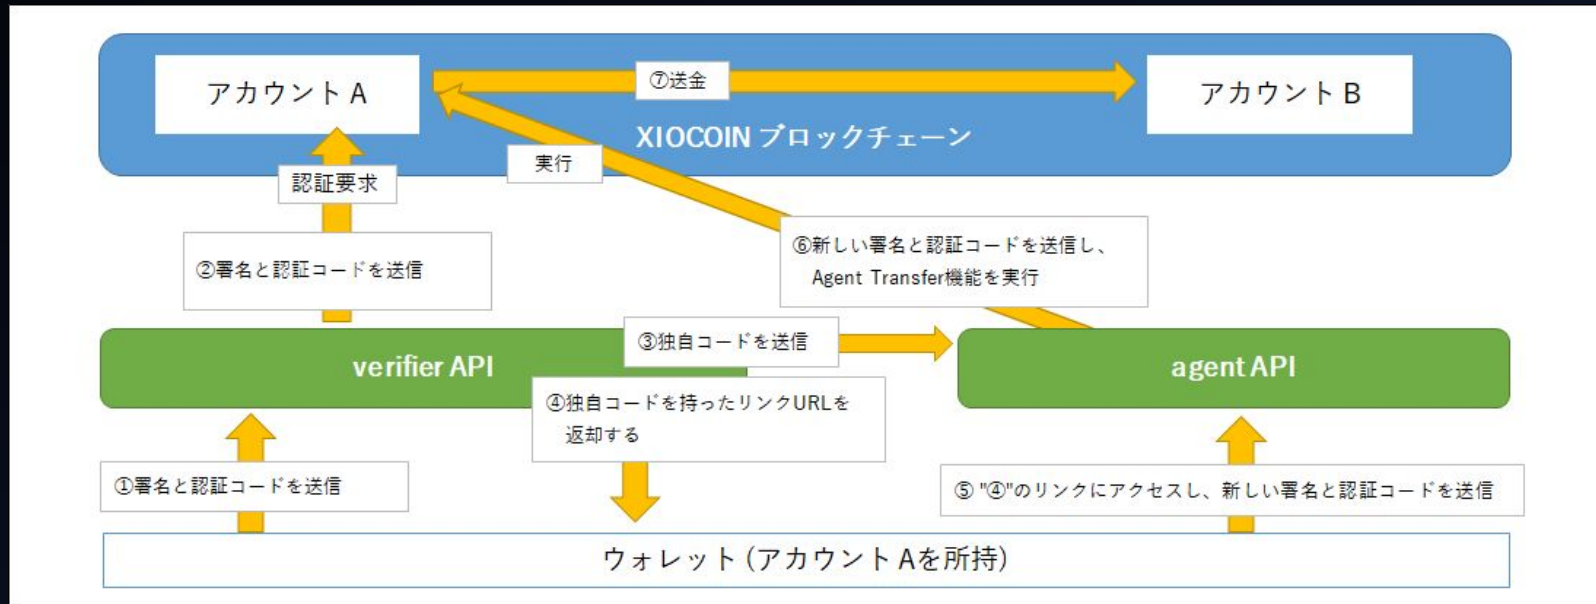 アカウント A
⑦送金
アカウント B
XIOCOIN ブロックチェーン
実行
認証要求
②署名と認証コードを送信
⑥新しい署名と認証コードを送信し、
Agent Transfer機能を実行
③独自コードを送信
verifier API
agent API
④独自コードを持ったリンクURLを
返却する
①署名と認証コードを送信
⑤ "④"のリンクにアクセスし、新しい署名と認証コードを送信
ウォレット (アカウント Aを所持)